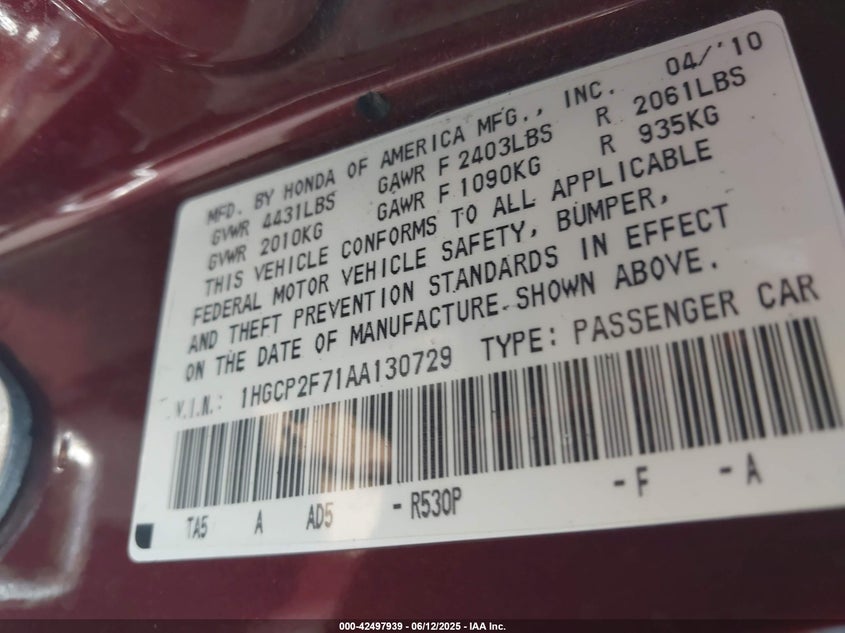 MFD. BY HONDA OF AMERICA MFG., INC. 04/'10
GVWR 4431LBS GAWR F 2403LBS R 2061LBS
GVWR 2010KG GAWR F 1090KG R 935KG
THIS VEHICLE CONFORMS TO ALL APPLICABLE
FEDERAL MOTOR VEHICLE SAFETY, BUMPER,
AND THEFT PREVENTION STANDARDS IN EFFECT
ON THE DATE OF MANUFACTURE SHOWN ABOVE.
V.I.N.: 1HGCP2F71AA130729 TYPE: PASSENGER CAR
TA5 A AD5 -R530P -F -A
000-42497939 - 06/12/2025 - IAA Inc.